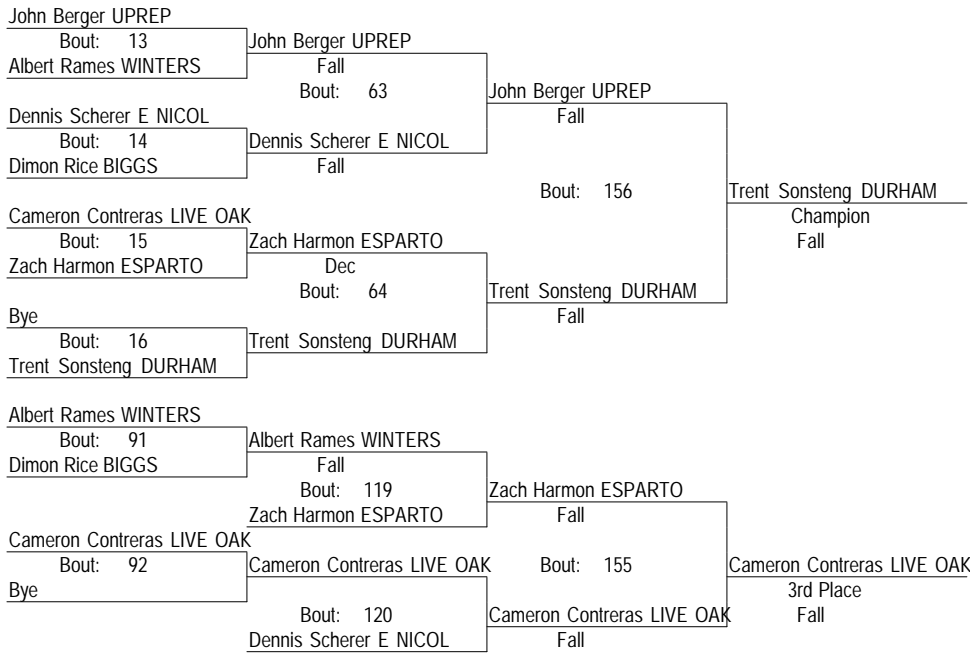 John Berger UPREP
Bout: 13
John Berger UPREP
Albert Rames WINTERS
Fall
Bout: 63
John Berger UPREP
Dennis Scherer E NICOL
Fall
Bout: 14
Dennis Scherer E NICOL
Dimon Rice BIGGS
Fall
Bout: 156
Trent Sonsteng DURHAM
Cameron Contreras LIVE OAK
Champion
Bout: 15
Zach Harmon ESPARTO
Fall
Zach Harmon ESPARTO
Dec
Bout: 64
Trent Sonsteng DURHAM
Bye
Fall
Bout: 16
Trent Sonsteng DURHAM
Trent Sonsteng DURHAM
Albert Rames WINTERS
Bout: 91
Albert Rames WINTERS
Dimon Rice BIGGS
Fall
Bout: 119
Zach Harmon ESPARTO
Zach Harmon ESPARTO
Fall
Cameron Contreras LIVE OAK
Bout: 92
Cameron Contreras LIVE OAK
Bout: 155
Cameron Contreras LIVE OAK
Bye
3rd Place
Bout: 120
Cameron Contreras LIVE OAK
Fall
Dennis Scherer E NICOL
Fall